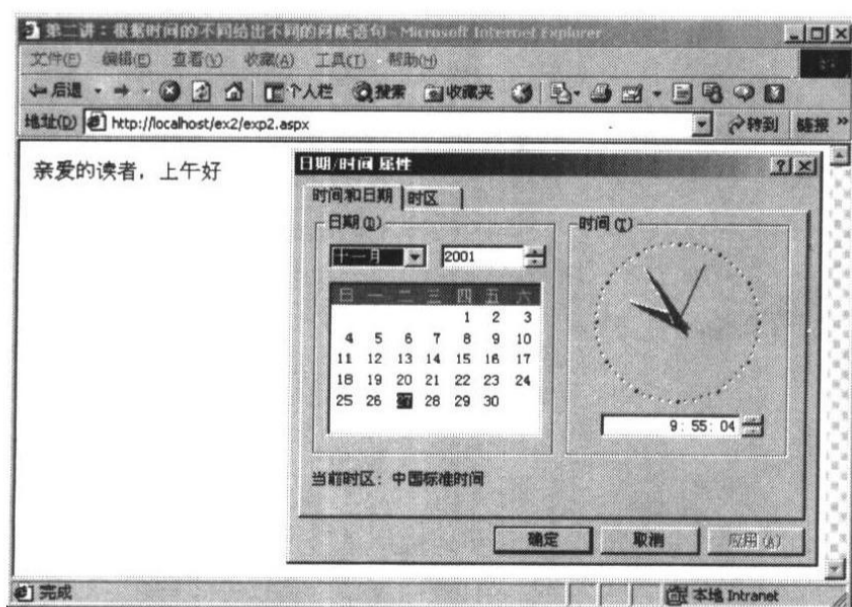 第二讲：根据时间的不同给出不同的问候语句 - Microsoft Internet Explorer
文件(F) 编辑(E) 查看(V) 收藏(A) 工具(T) 帮助(H)
后退 个人栏 搜索 收藏夹
地址(D) http://localhost/ex2/exp2.aspx 转到 链接 »
亲爱的读者，上午好
日期/时间 属性
时间和日期 时区
日期(D) 时间(T)
十一月 2001
日 一 二 三 四 五 六
1 2 3
4 5 6 7 8 9 10
11 12 13 14 15 16 17
18 19 20 21 22 23 24
25 26 27 28 29 30
9:55:04
当前时区：中国标准时间
确定 取消 应用(A)
完成 本地 Intranet